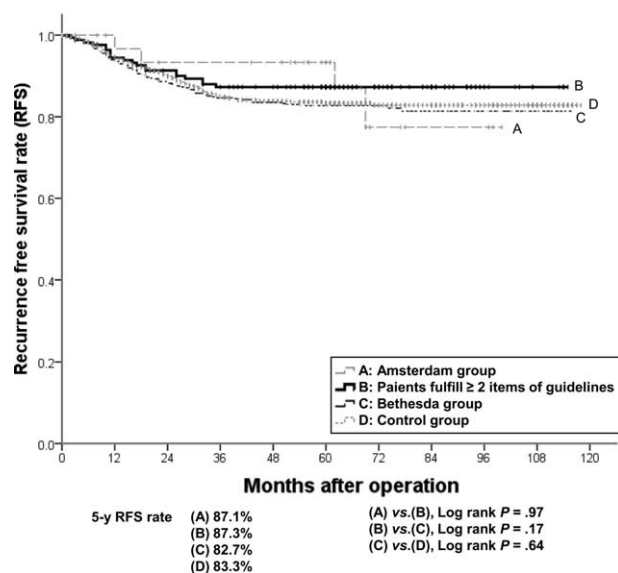 Recurrence free survival rate (RFS)
1.0
0.8
0.6
0.4
0.2
0.0
B
D
C
A
A: Amsterdam group
B: Paients fulfill ≥ 2 items of guidelines
C: Bethesda group
D: Control group
0 12 24 36 48 60 72 84 96 108 120
Months after operation
5-y RFS rate
(A) 87.1%
(B) 87.3%
(C) 82.7%
(D) 83.3%
(A) vs.(B), Log rank P = .97
(B) vs.(C), Log rank P = .17
(C) vs.(D), Log rank P = .64